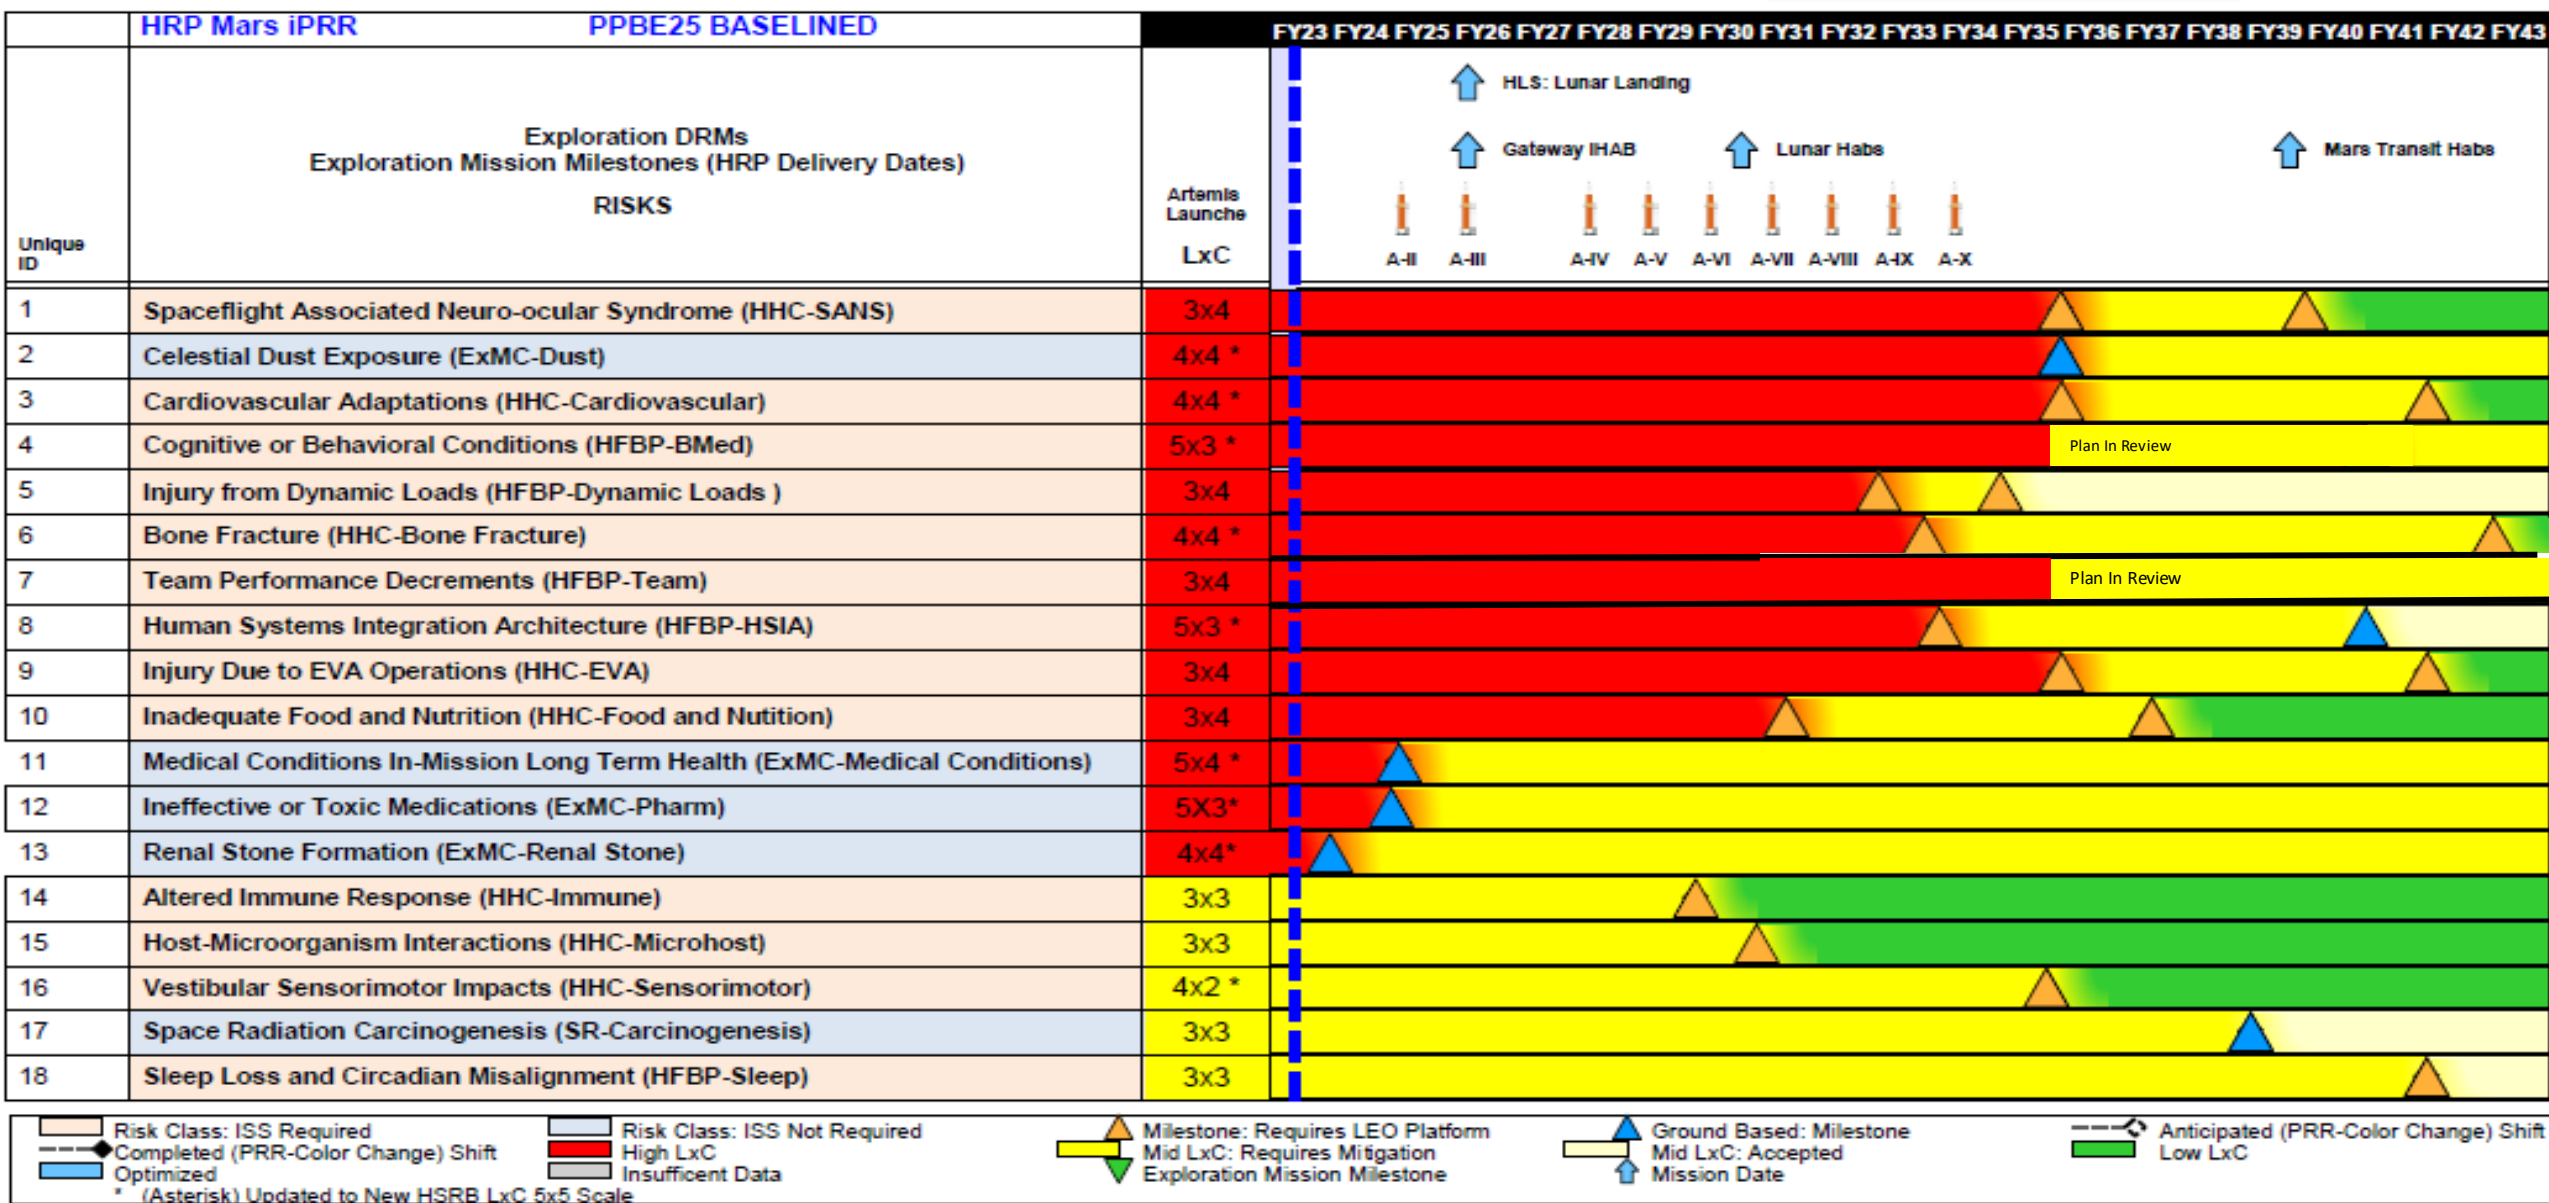 HRP Mars iPRR PPBE25 BASELINED FY23 FY24 FY25 FY26 FY27 FY28 FY29 FY30 FY31 FY32 FY33 FY34 FY35 FY36 FY37 FY38 FY39 FY40 FY41 FY42 FY43
HLS: Lunar Landing
Exploration DRMs
Exploration Mission Milestones (HRP Delivery Dates)
RISKS
Gateway IHAB Lunar Habs Mars Transit Habs
Artemis
Launche
LxC
Unique
ID
A-II A-III A-IV A-V A-VI A-VII A-VIII A-IX A-X
1 Spaceflight Associated Neuro-ocular Syndrome (HHC-SANS) 3x4
2 Celestial Dust Exposure (ExMC-Dust) 4x4 *
3 Cardiovascular Adaptations (HHC-Cardiovascular) 4x4 *
4 Cognitive or Behavioral Conditions (HFBP-BMed) 5x3 * Plan In Review
5 Injury from Dynamic Loads (HFBP-Dynamic Loads ) 3x4
6 Bone Fracture (HHC-Bone Fracture) 4x4 *
7 Team Performance Decrements (HFBP-Team) 3x4 Plan In Review
8 Human Systems Integration Architecture (HFBP-HSIA) 5x3 *
9 Injury Due to EVA Operations (HHC-EVA) 3x4
10 Inadequate Food and Nutrition (HHC-Food and Nutition) 3x4
11 Medical Conditions In-Mission Long Term Health (ExMC-Medical Conditions) 5x4 *
12 Ineffective or Toxic Medications (ExMC-Pharm) 5X3*
13 Renal Stone Formation (ExMC-Renal Stone) 4x4*
14 Altered Immune Response (HHC-Immune) 3x3
15 Host-Microorganism Interactions (HHC-Microhost) 3x3
16 Vestibular Sensorimotor Impacts (HHC-Sensorimotor) 4x2 *
17 Space Radiation Carcinogenesis (SR-Carcinogenesis) 3x3
18 Sleep Loss and Circadian Misalignment (HFBP-Sleep) 3x3
Risk Class: ISS Required Risk Class: ISS Not Required Milestone: Requires LEO Platform Ground Based: Milestone Anticipated (PRR-Color Change) Shift
Completed (PRR-Color Change) Shift High LxC Mid LxC: Requires Mitigation Mid LxC: Accepted Low LxC
Optimized Insufficent Data Exploration Mission Milestone Mission Date
* (Asterisk) Updated to New HSRB LxC 5x5 Scale